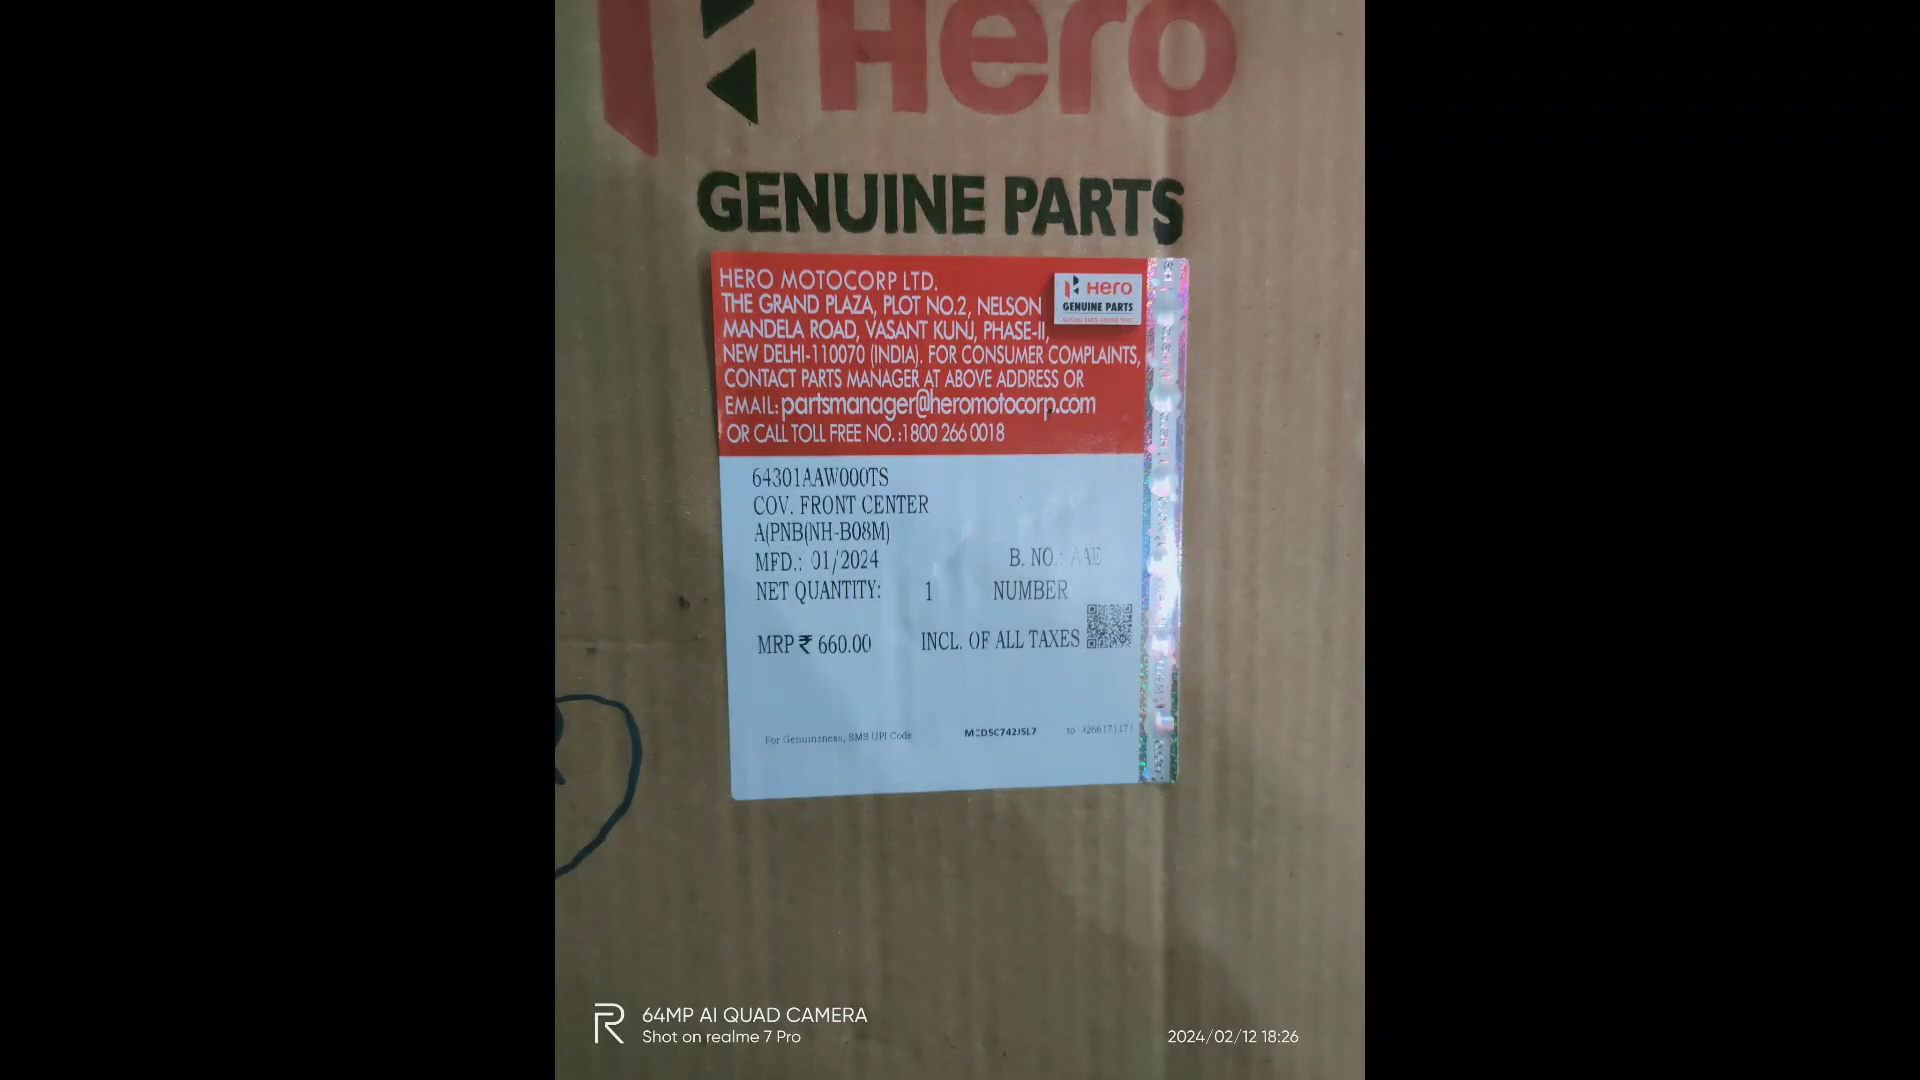 Hero
GENUINE PARTS
HERO MOTOCORP LTD.
THE GRAND PLAZA, PLOT NO.2, NELSON
MANDELA ROAD, VASANT KUNJ, PHASE-II,
NEW DELHI-110070 (INDIA). FOR CONSUMER COMPLAINTS,
CONTACT PARTS MANAGER AT ABOVE ADDRESS OR
EMAIL: partsmanager@heromotocorp.com
OR CALL TOLL FREE NO.:1800 266 0018
Hero
GENUINE PARTS
64301AAW000TS
COV. FRONT CENTER
A(PNB(NH-B08M)
MFD.: 01/2024 B. NO.: AAE
NET QUANTITY: 1 NUMBER
MRP ₹ 660.00 INCL. OF ALL TAXES
For Genuineness, SMS UPI Code to 9266171171
64MP AI QUAD CAMERA
Shot on realme 7 Pro
2024/02/12 18:26